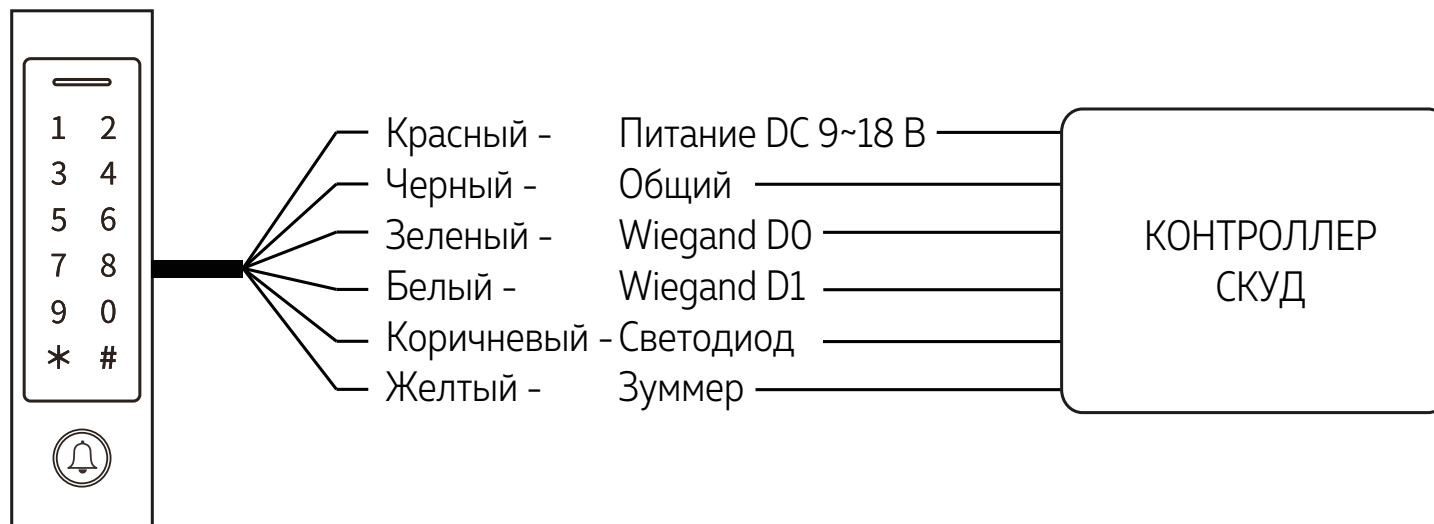 1 2
3 4
5 6
7 8
9 0
* #
Красный - Питание DC 9~18 В
Черный - Общий
Зеленый - Wiegand D0
Белый - Wiegand D1
Коричневый - Светодиод
Желтый - Зуммер
КОНТРОЛЛЕР
СКУД